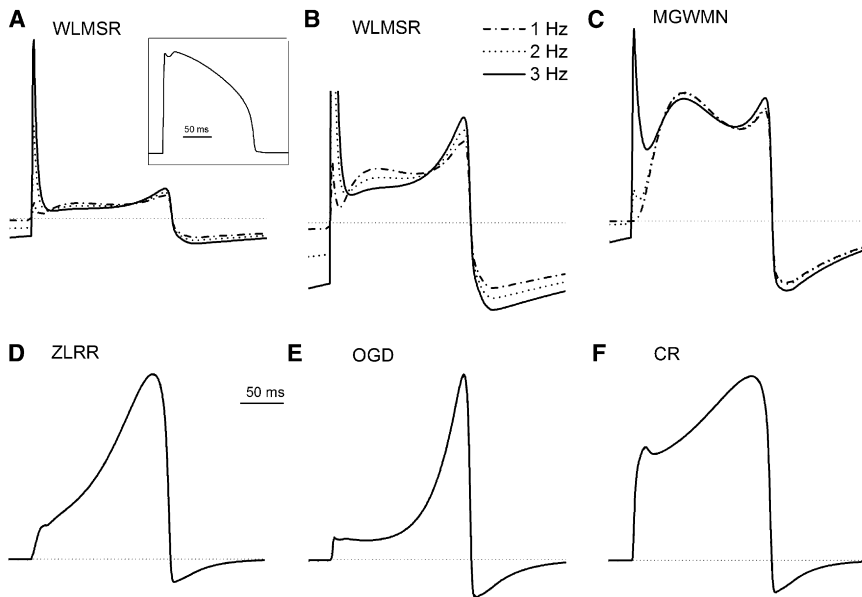 A WLMSR
50 ms
B WLMSR
1 Hz
2 Hz
3 Hz
C MGWMN
D ZLRR
50 ms
E OGD
F CR